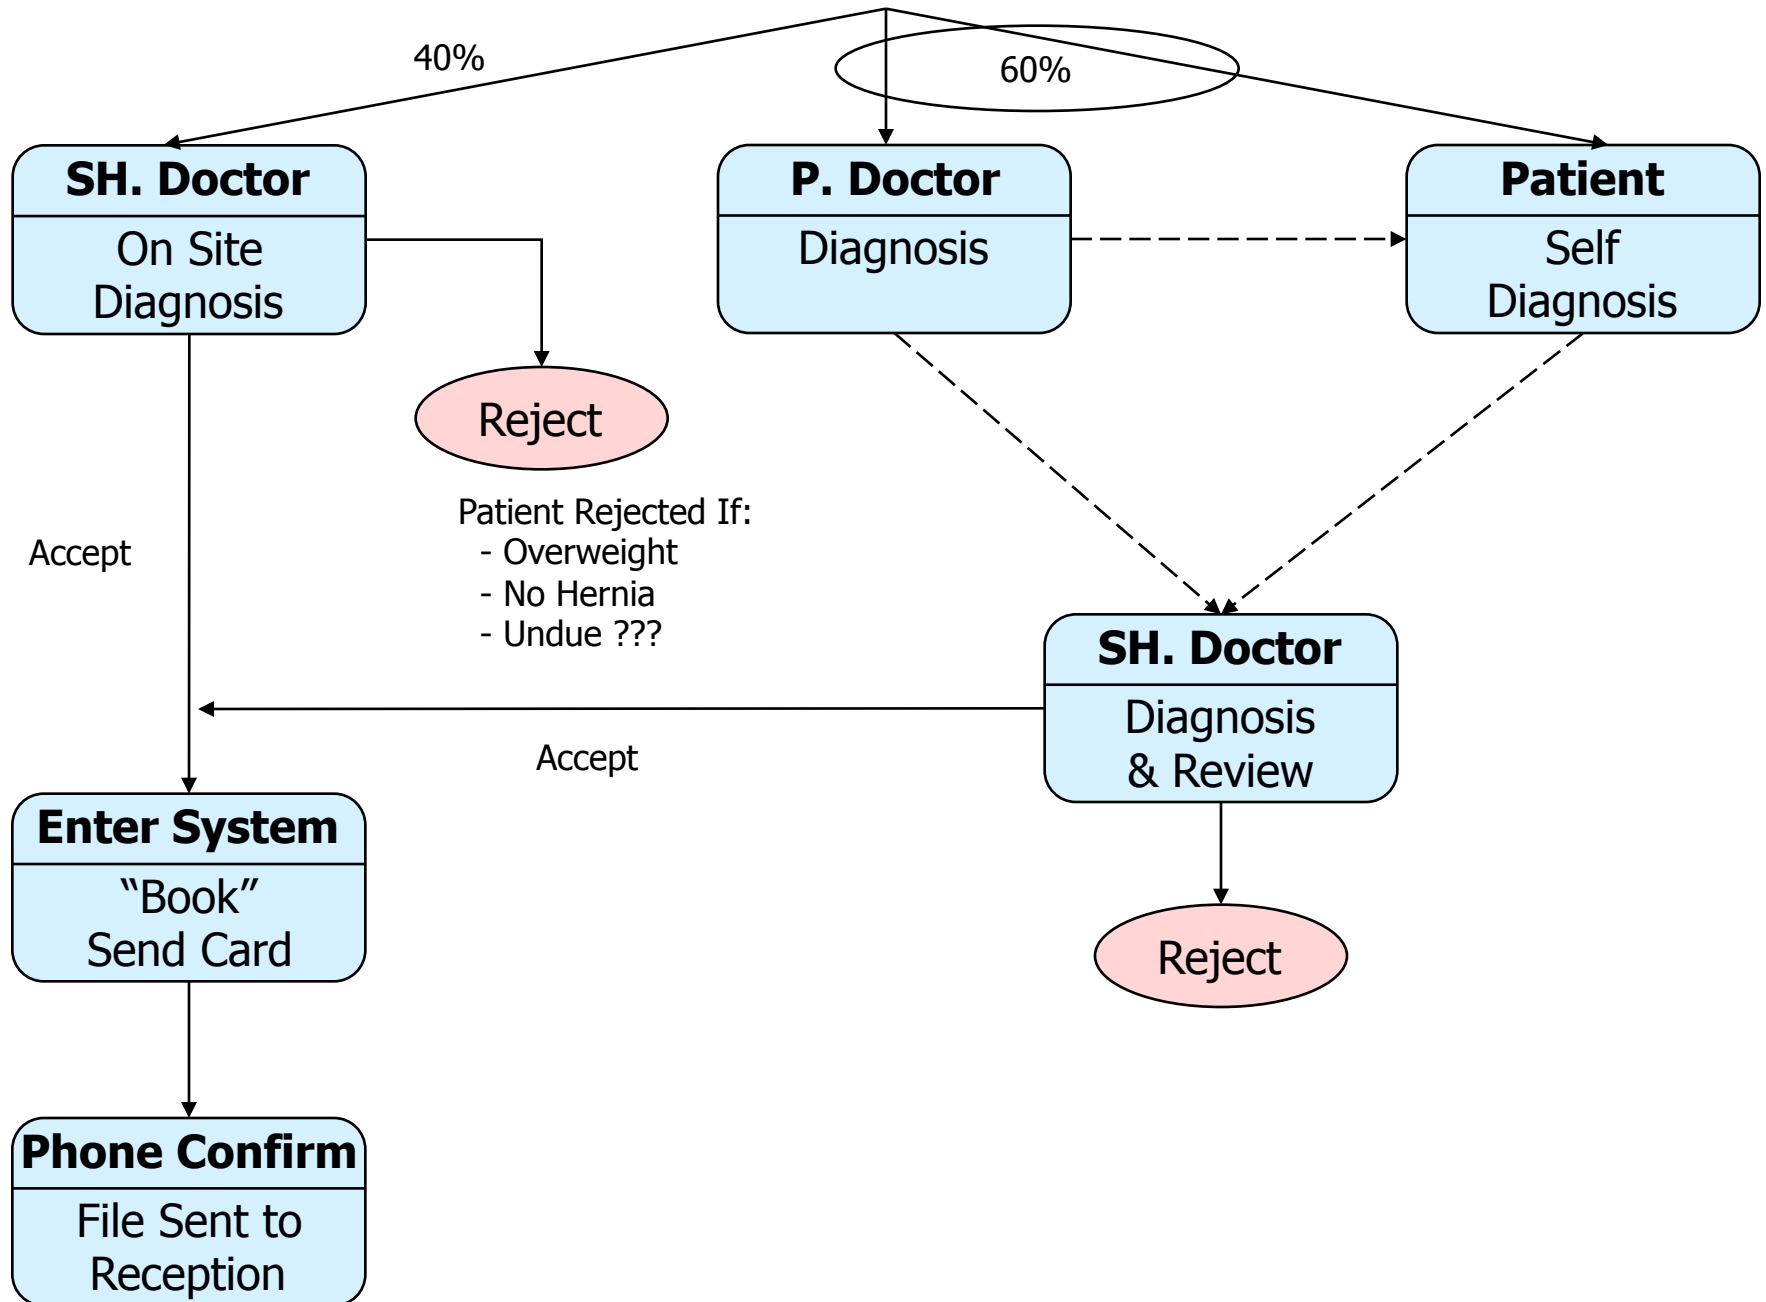 40%
60%
SH. Doctor
On Site
Diagnosis
P. Doctor
Diagnosis
Patient
Self
Diagnosis
Reject
Patient Rejected If:
- Overweight
- No Hernia
- Undue ???
Accept
SH. Doctor
Diagnosis
& Review
Accept
Enter System
“Book”
Send Card
Reject
Phone Confirm
File Sent to
Reception